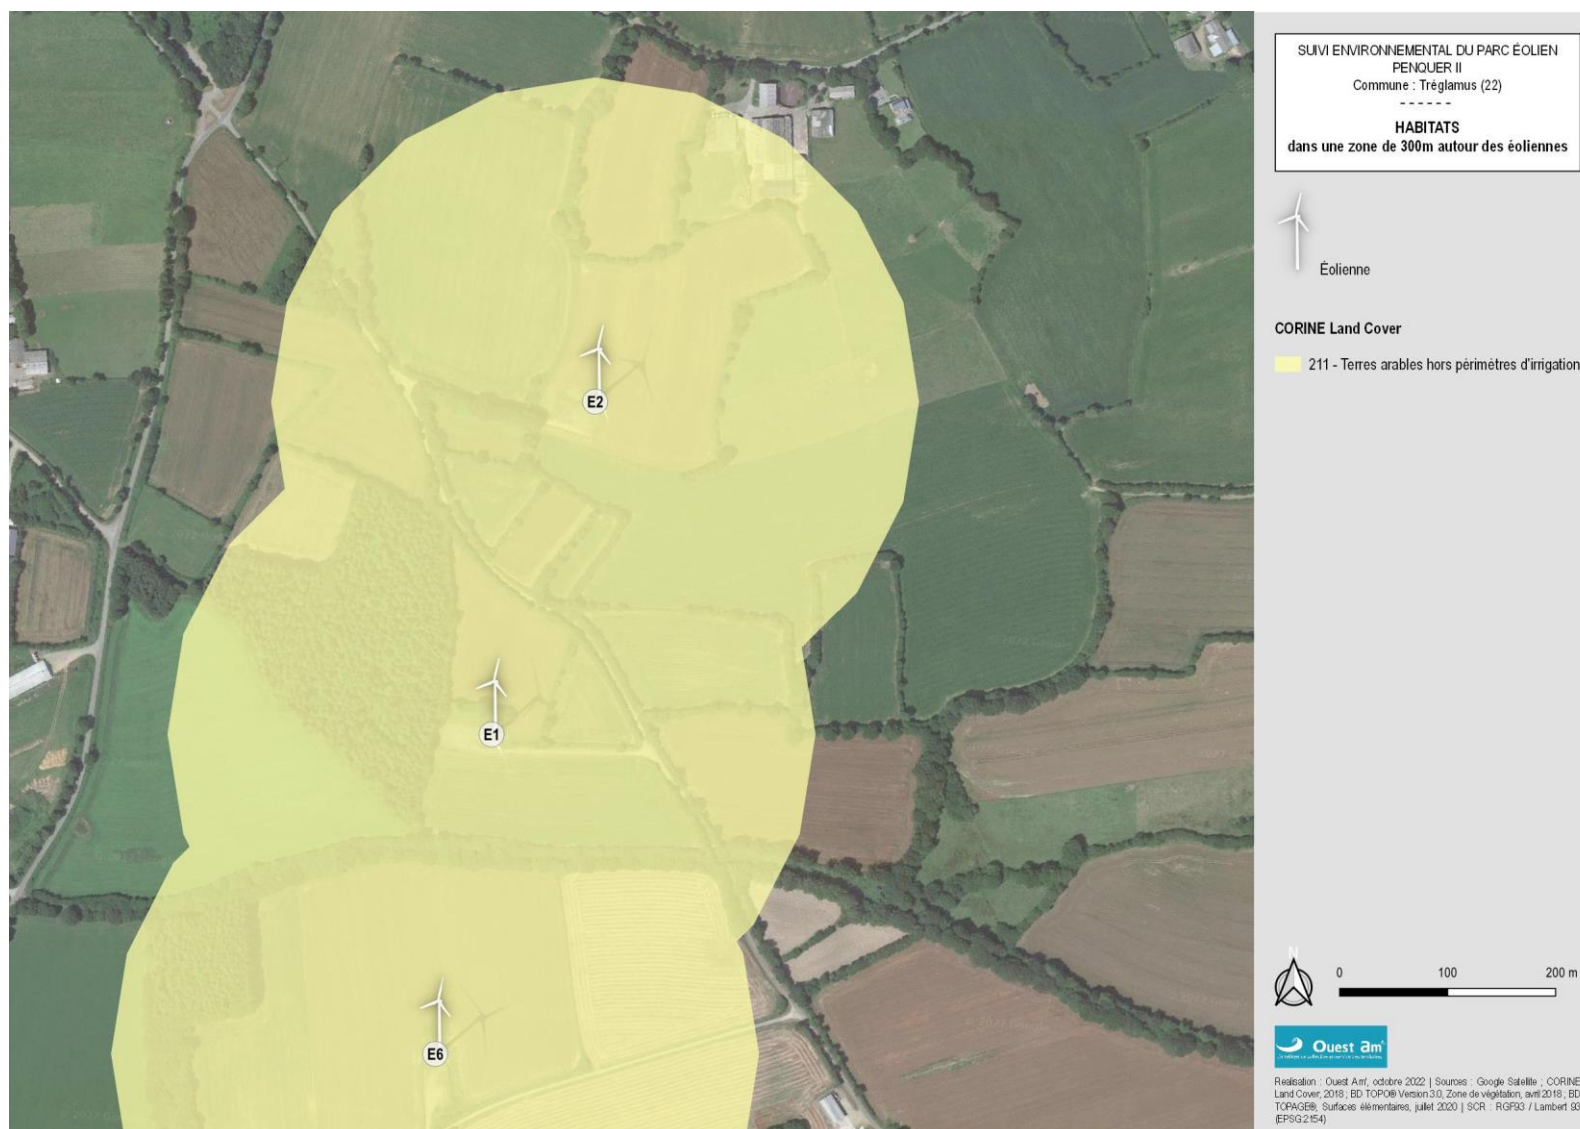 SUIVI ENVIRONNEMENTAL DU PARC ÉOLIEN
PENQUER II
Commune : Tréglamus (22)
- - - - - -
HABITATS
dans une zone de 300m autour des éoliennes
Éolienne
CORINE Land Cover
211 - Terres arables hors périmètres d'irrigation
E2
E1
E6
N
0 100 200 m
Ouest am'
Realisation : Ouest Am', octobre 2022 | Sources : Google Satellite ; CORINE
Land Cover, 2018 ; BD TOPO® Version 3.0, Zone de végétation, avril 2018 ; BD
TOPAGE®, Surfaces élémentaires, juillet 2020 | SCR : RGF93 / Lambert 93
(EPSG:2154)